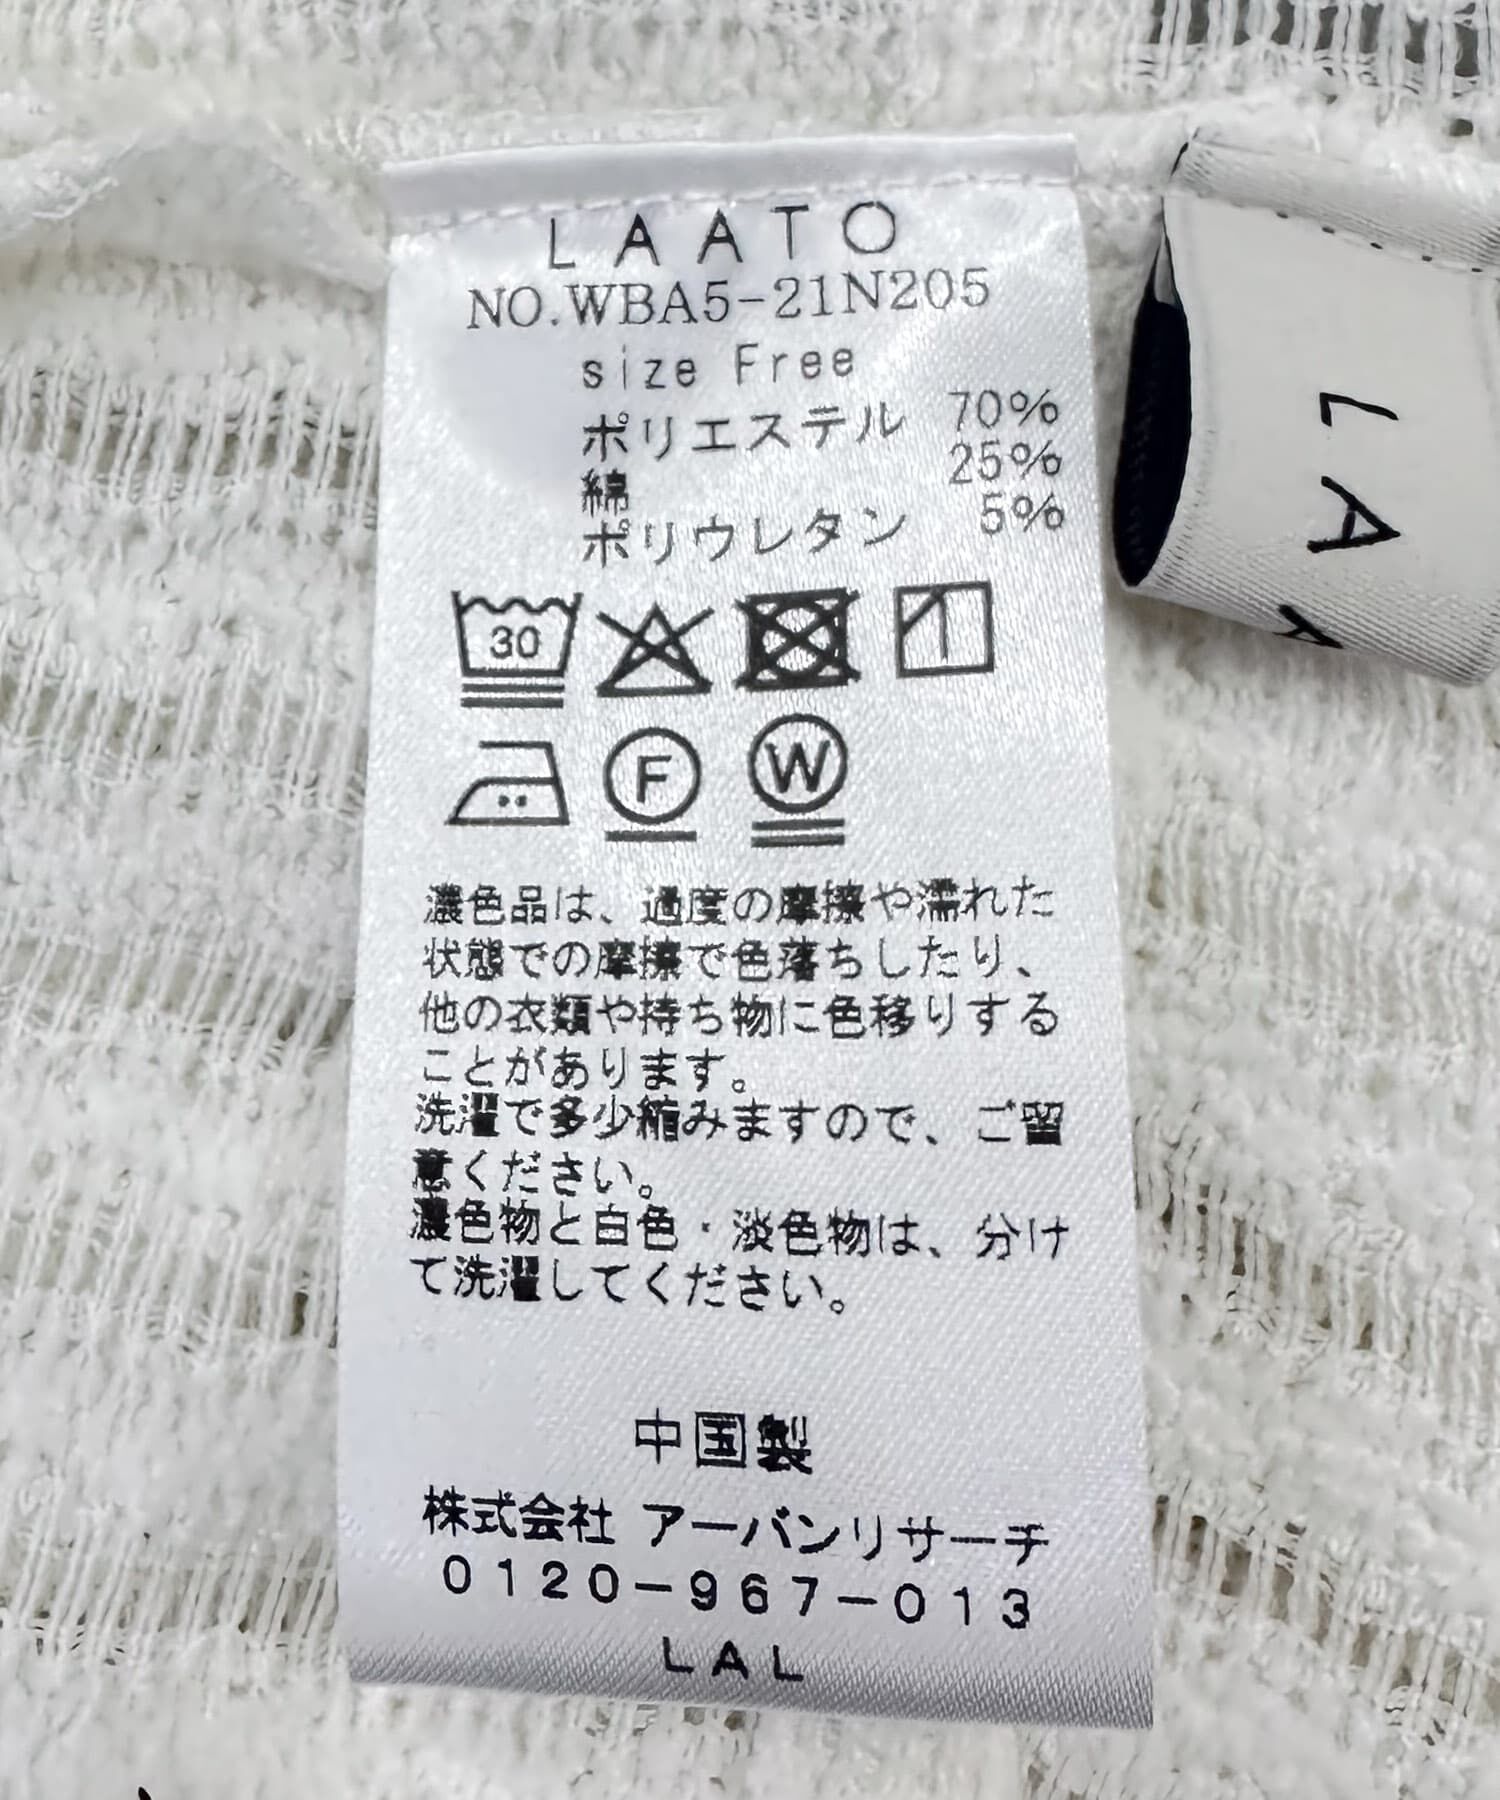 LAATO
NO.WBA5-21N205
size Free
ポリエステル 70%
綿 25%
ポリウレタン 5%
30
F
W
濃色品は、過度の摩擦や濡れた
状態での摩擦で色落ちしたり、
他の衣類や持ち物に色移りする
ことがあります。
洗濯で多少縮みますので、ご留
意ください。
濃色物と白色・淡色物は、分け
て洗濯してください。
中国製
株式会社 アーバンリサーチ
0120-967-013
LAL
L A A